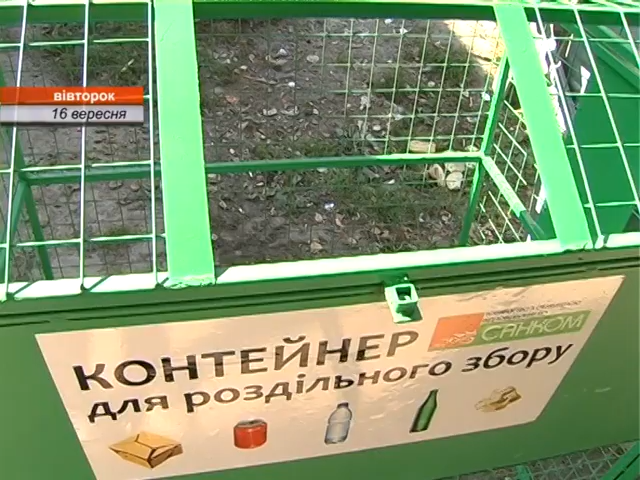 вівторок
16 вересня
САНКОМ
КОНТЕЙНЕР
для роздільного збору